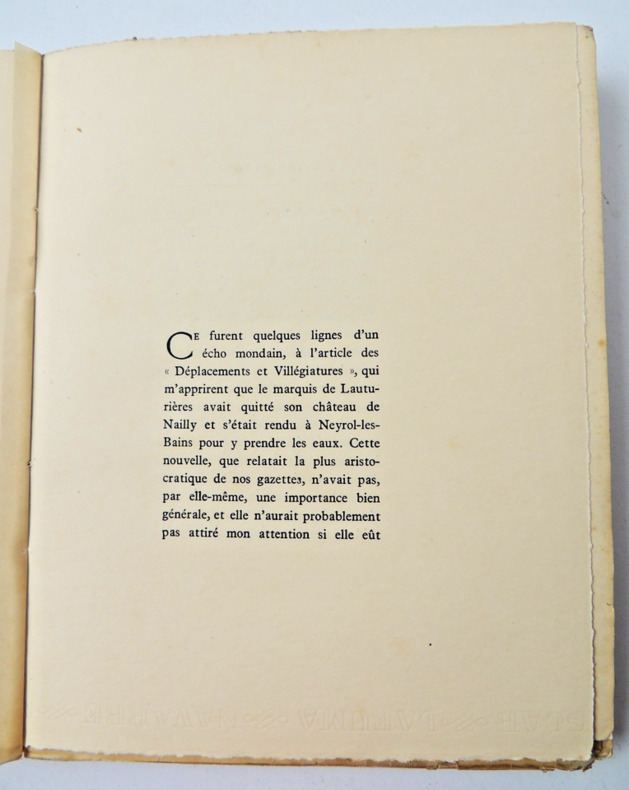 CE furent quelques lignes d'un
écho mondain, à l'article des
« Déplacements et Villégiatures », qui
m'apprirent que le marquis de Lautu-
rières avait quitté son château de
Nailly et s'était rendu à Neyrol-les-
Bains pour y prendre les eaux. Cette
nouvelle, que relatait la plus aristo-
cratique de nos gazettes, n'avait pas,
par elle-même, une importance bien
générale, et elle n'aurait probablement
pas attiré mon attention si elle eût